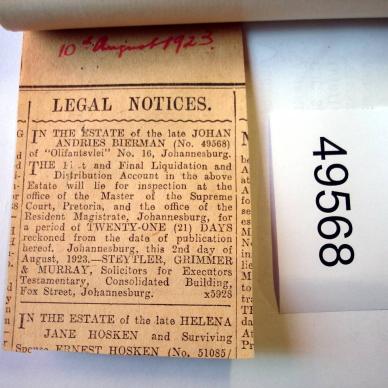 10th August 1923
LEGAL NOTICES.
IN THE ESTATE of the late JOHAN
ANDRIES BIERMAN (No. 49568)
of "Olifantsvlei" No. 16, Johannesburg.
THE First and Final Liquidation and
Distribution Account in the above
Estate will lie for inspection at the
office of the Master of the Supreme
Court, Pretoria, and the office of the
Resident Magistrate, Johannesburg, for
a period of TWENTY-ONE (21) DAYS
reckoned from the date of publication
hereof. Johannesburg, this 2nd day of
August, 1923.—STEYTLER, GRIMMER
& MURRAY, Solicitors for Executors
Testamentary, Consolidated Building,
Fox Street, Johannesburg. x5928
IN THE ESTATE of the late HELENA
JANE HOSKEN and Surviving
Spouse ERNEST HOSKEN (No. 51085/
49568